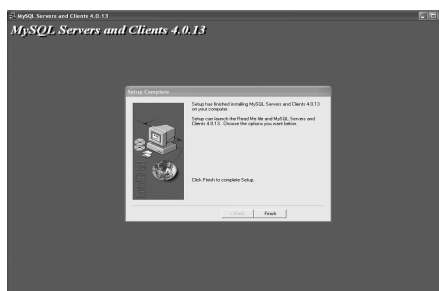 MySQL Servers and Clients 4.0.13
MySQL Servers and Clients 4.0.13
Setup Complete
Setup has finished installing MySQL Servers and Clients 4.0.13
on your computer.
Setup can launch the Read Me file and MySQL Servers and
Clients 4.0.13. Choose the options you want below.
Click Finish to complete Setup.
< Back
Finish